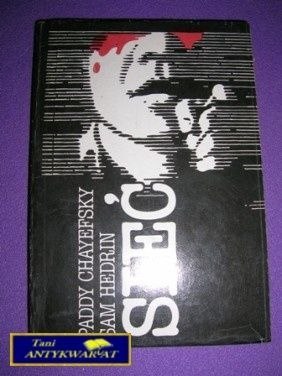 PADDY CHAYEFSKY
SAM HEDRIN
SIEĆ
Tani
ANTYKWARIAT